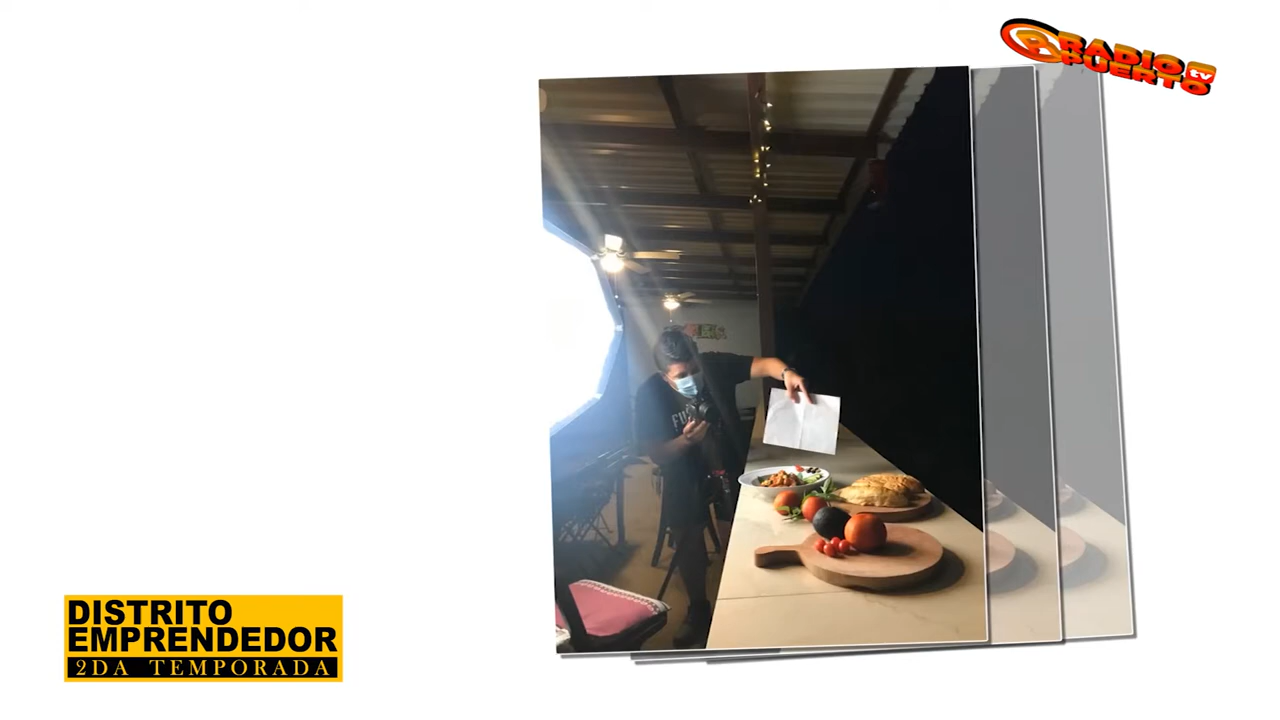 RADIO
PUERTO
tv
DISTRITO
EMPRENDEDOR
2DA TEMPORADA